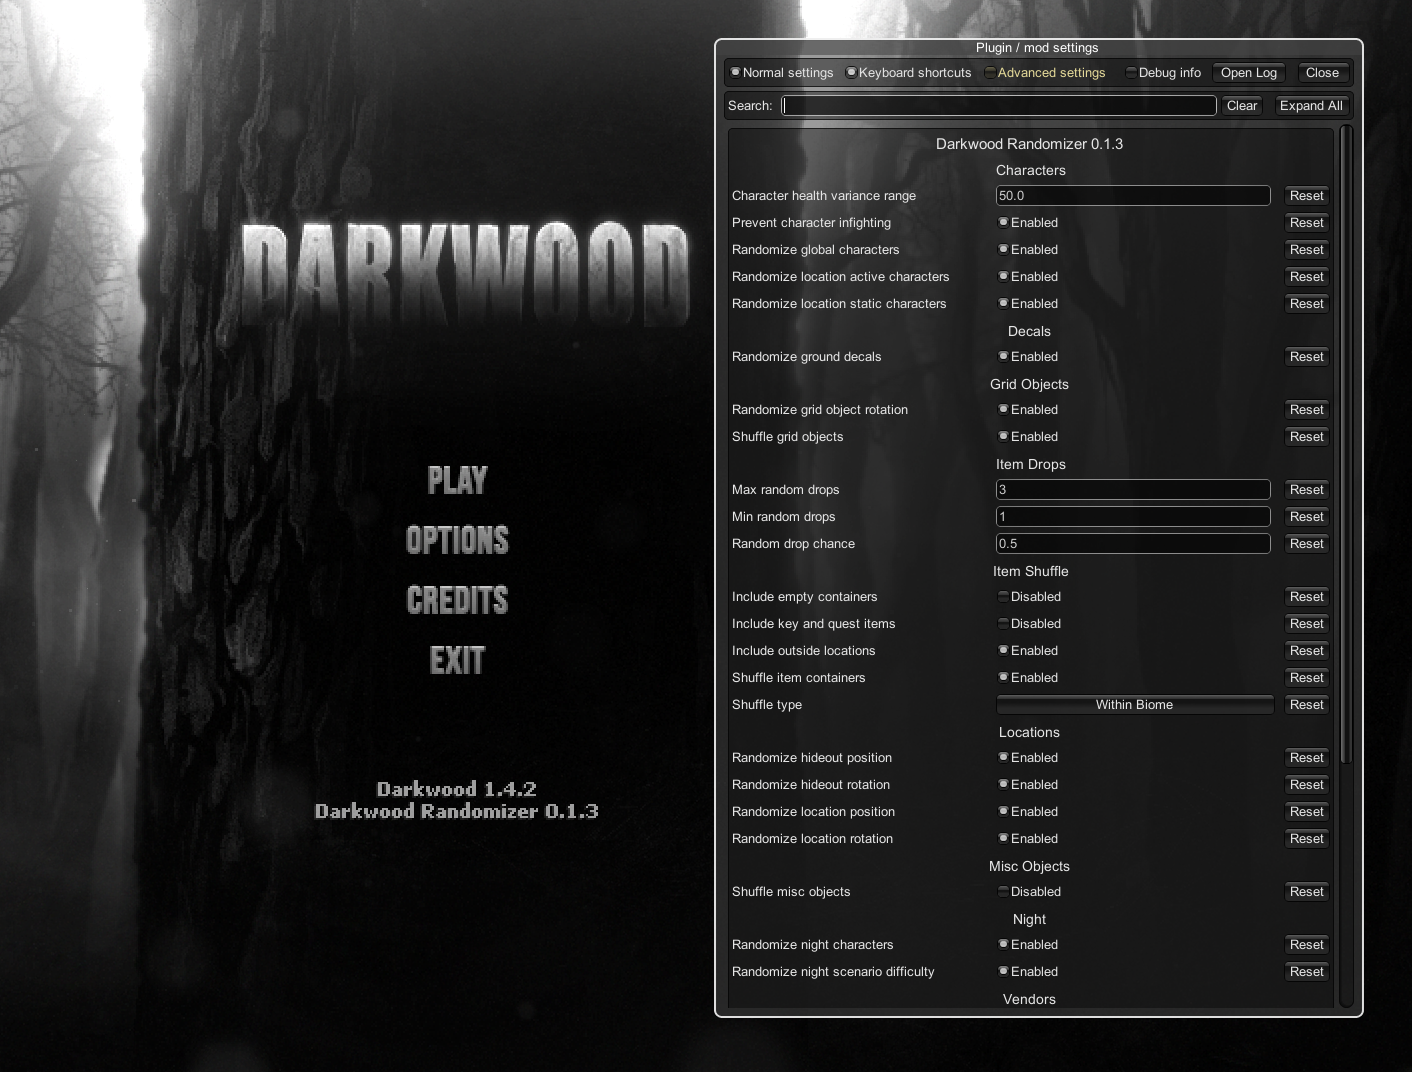 DARKWOOD
PLAY
OPTIONS
CREDITS
EXIT
Darkwood 1.4.2
Darkwood Randomizer 0.1.3
Plugin / mod settings
Normal settings Keyboard shortcuts Advanced settings Debug info Open Log Close
Search: Clear Expand All
Darkwood Randomizer 0.1.3
Characters
Character health variance range 50.0 Reset
Prevent character infighting Enabled Reset
Randomize global characters Enabled Reset
Randomize location active characters Enabled Reset
Randomize location static characters Enabled Reset
Decals
Randomize ground decals Enabled Reset
Grid Objects
Randomize grid object rotation Enabled Reset
Shuffle grid objects Enabled Reset
Item Drops
Max random drops 3 Reset
Min random drops 1 Reset
Random drop chance 0.5 Reset
Item Shuffle
Include empty containers Disabled Reset
Include key and quest items Disabled Reset
Include outside locations Enabled Reset
Shuffle item containers Enabled Reset
Shuffle type Within Biome Reset
Locations
Randomize hideout position Enabled Reset
Randomize hideout rotation Enabled Reset
Randomize location position Enabled Reset
Randomize location rotation Enabled Reset
Misc Objects
Shuffle misc objects Disabled Reset
Night
Randomize night characters Enabled Reset
Randomize night scenario difficulty Enabled Reset
Vendors